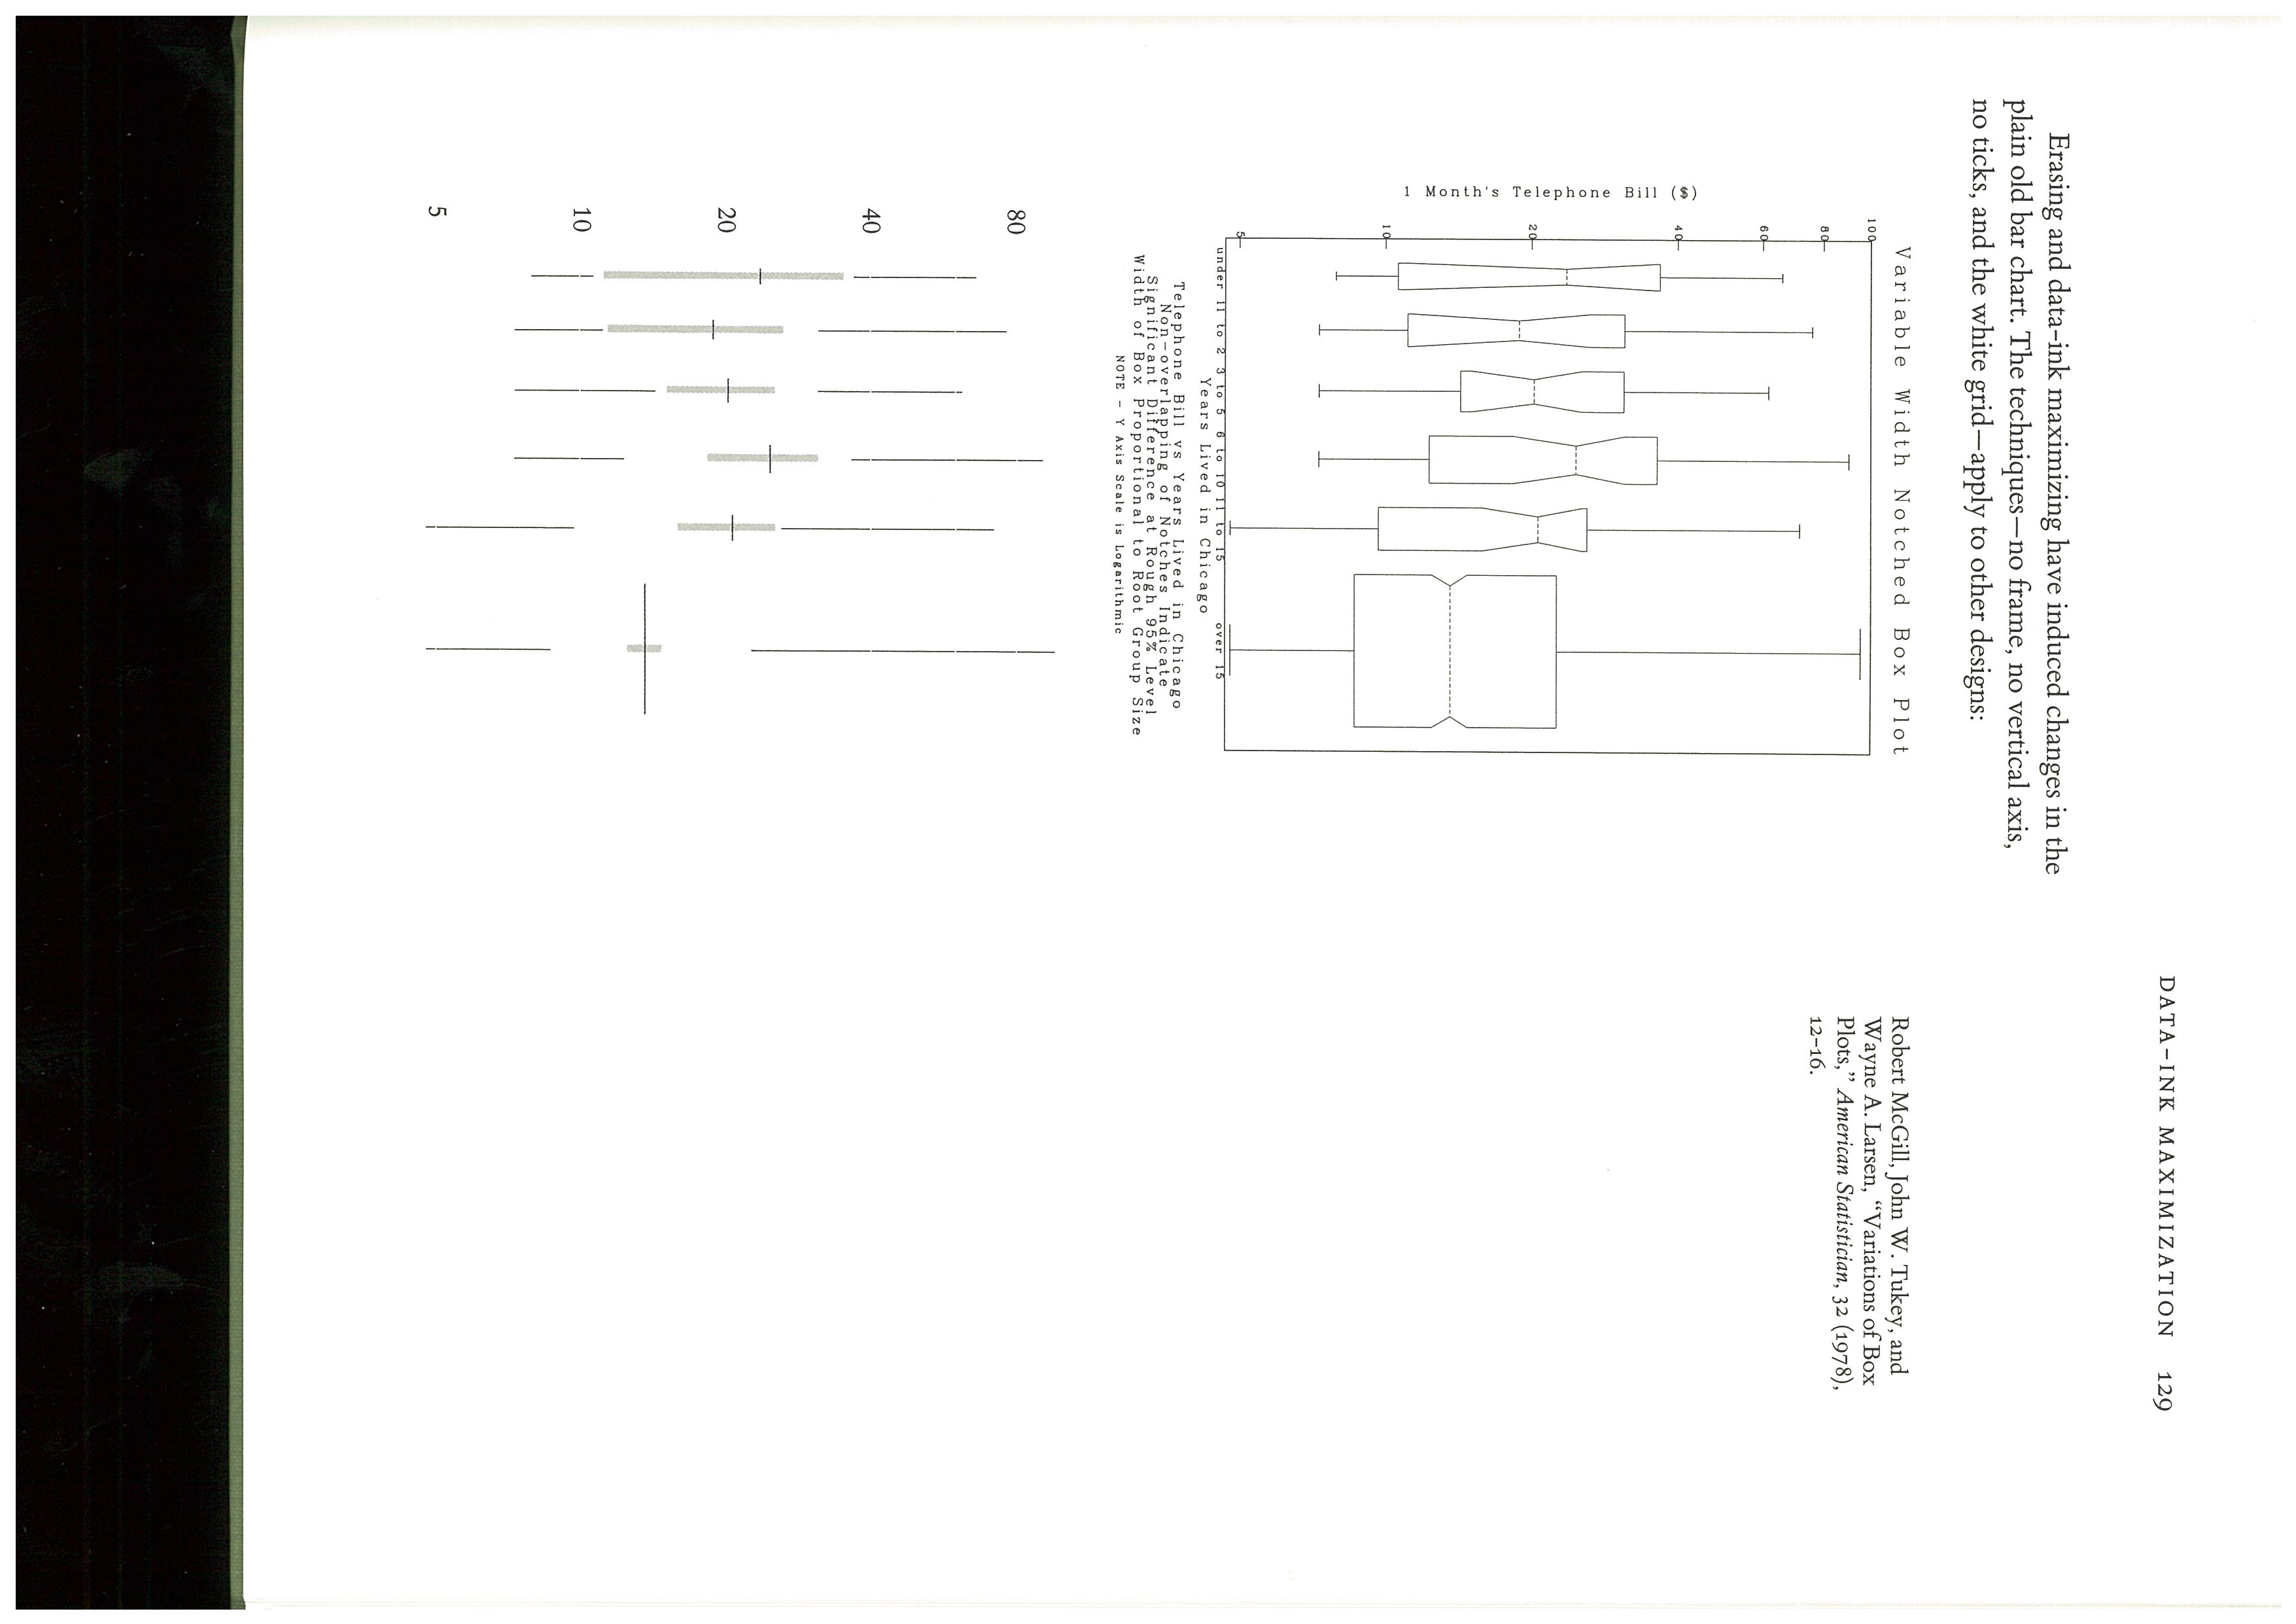 DATA-INK MAXIMIZATION 129
Erasing and data-ink maximizing have induced changes in the
plain old bar chart. The techniques—no frame, no vertical axis,
no ticks, and the white grid—apply to other designs:
Variable Width Notched Box Plot
100
80
60
40
20
10
5
1 Month's Telephone Bill ($)
under 1 1 to 2 3 to 5 6 to 10 11 to 15 over 15
Years Lived in Chicago
Telephone Bill vs Years Lived in Chicago
Non-overlapping of Notches Indicate
Significant Difference at Rough 95% Level
Width of Box Proportional to Root Group Size
NOTE - Y Axis Scale is Logarithmic
Robert McGill, John W. Tukey, and
Wayne A. Larsen, “Variations of Box
Plots,” American Statistician, 32 (1978),
12–16.
80
40
20
10
5